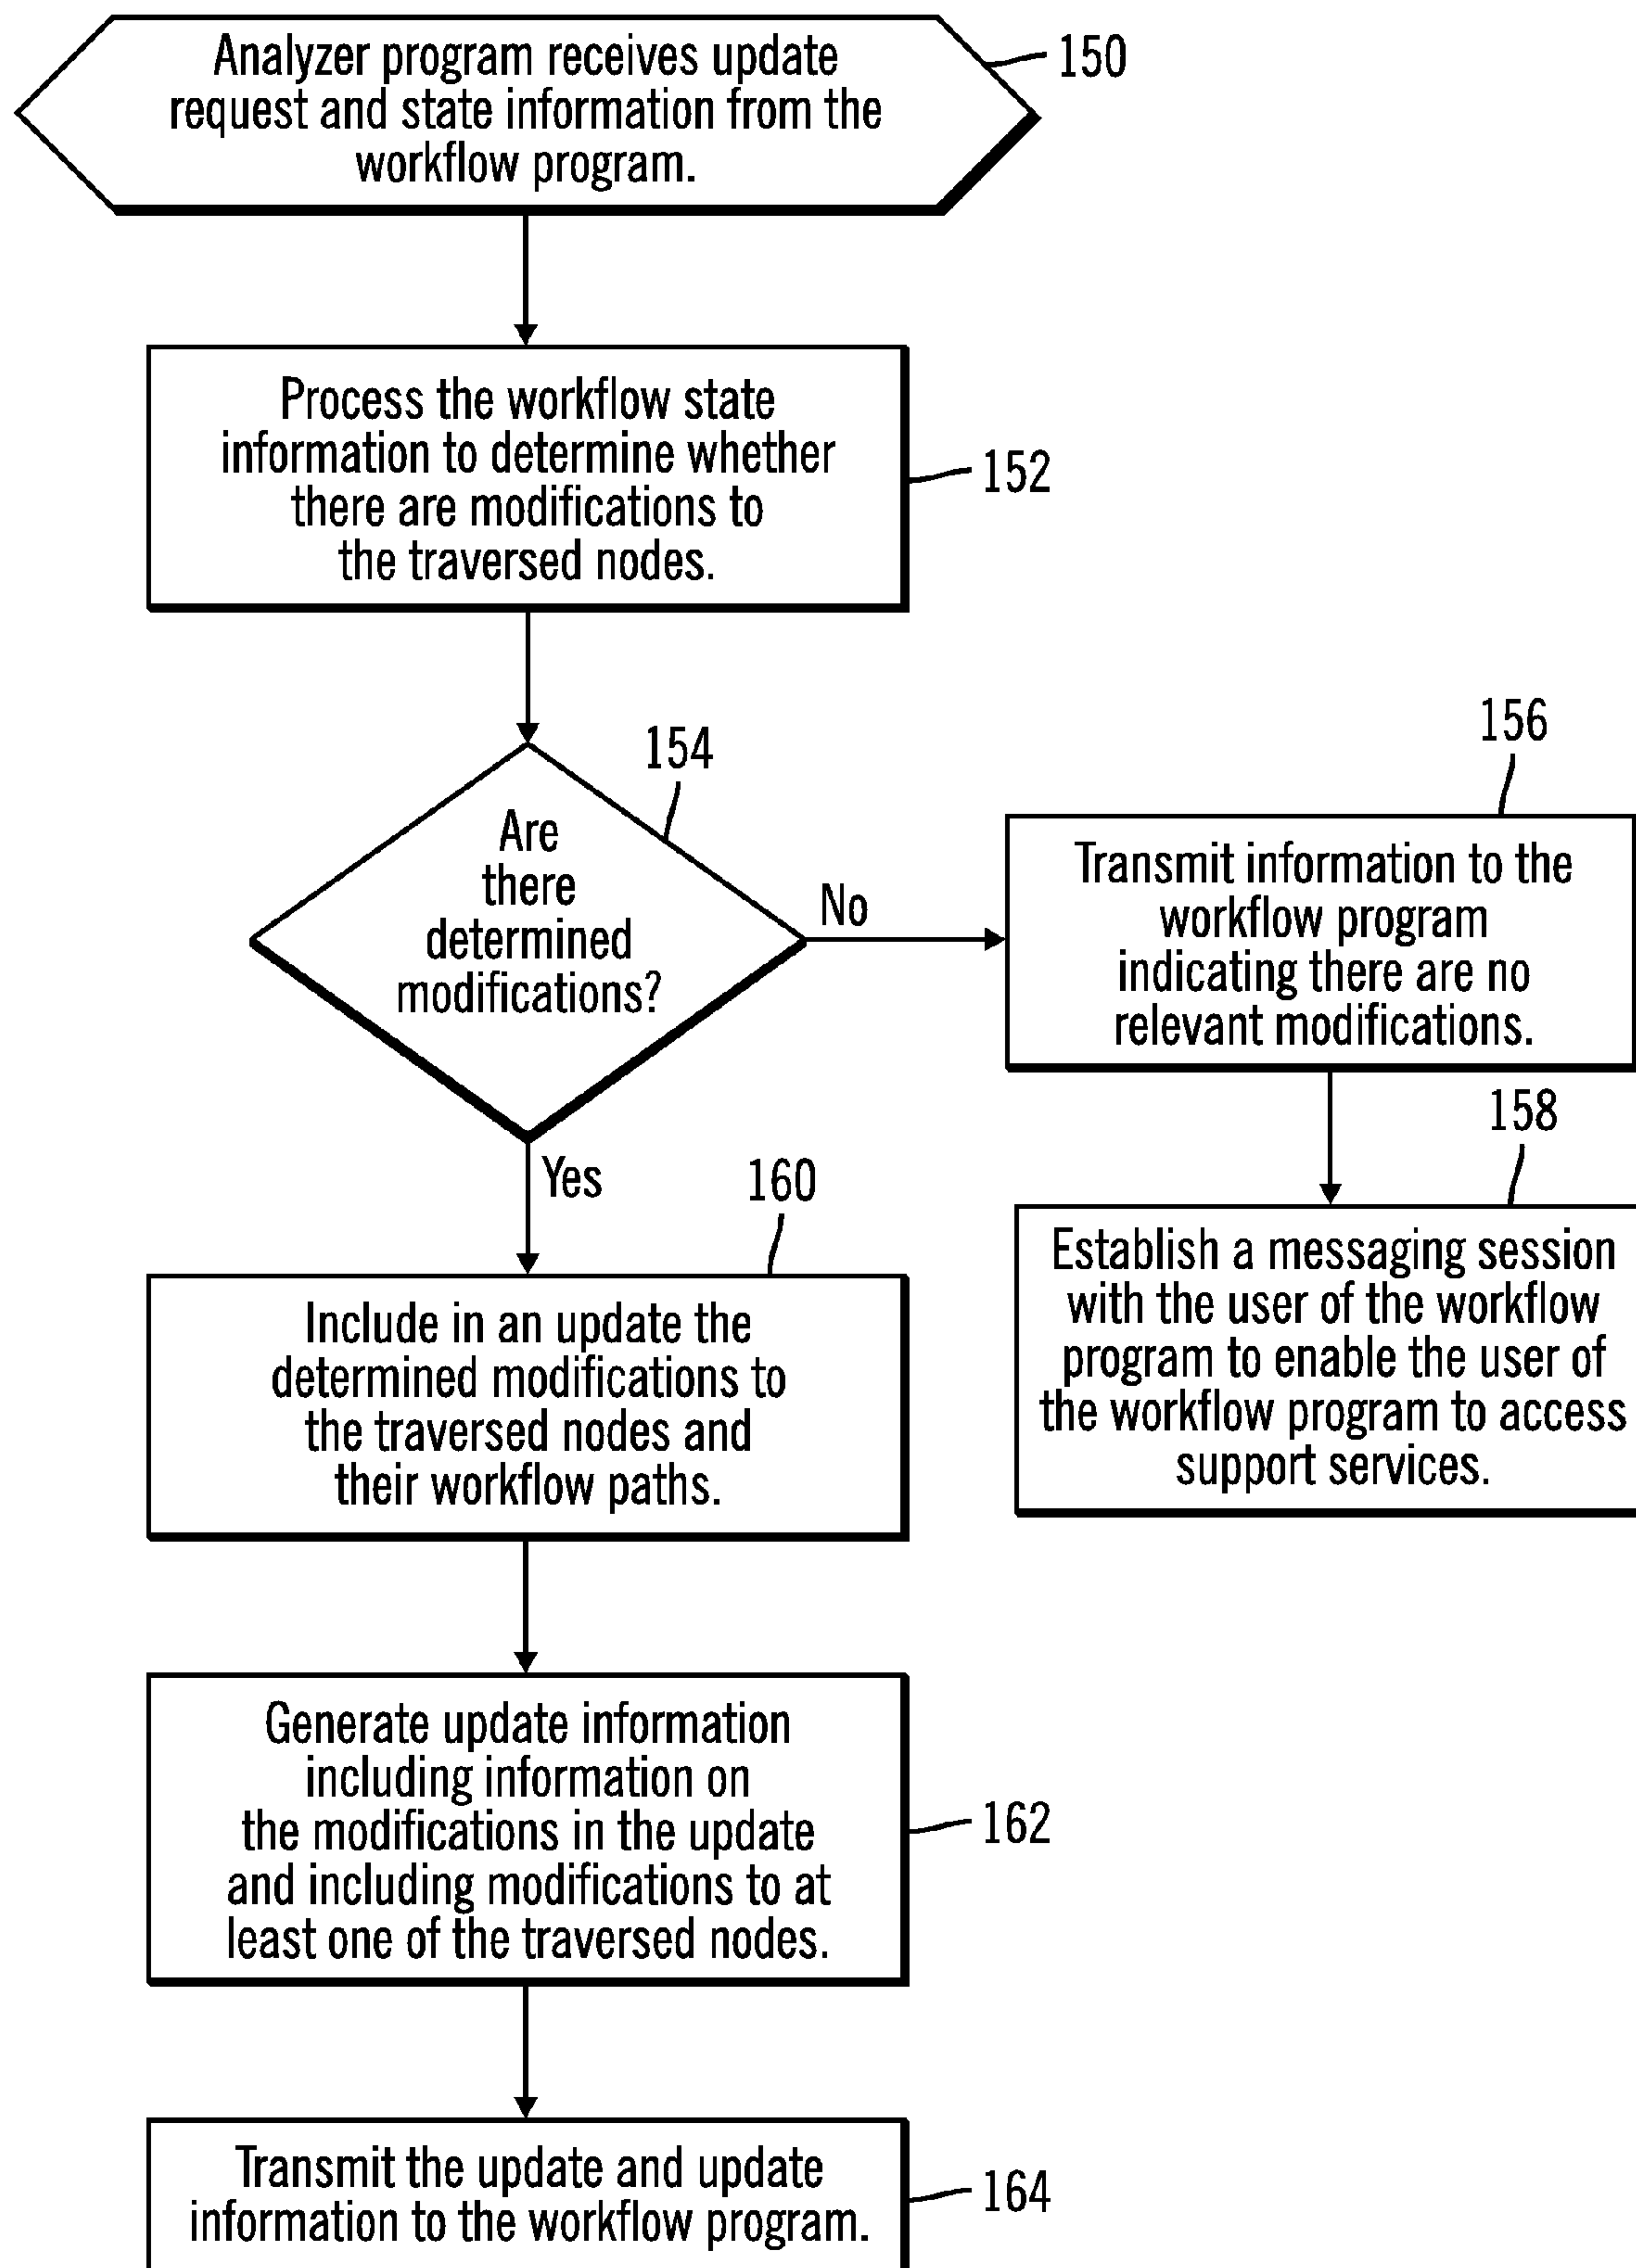 Analyzer program receives update
request and state information from the
workflow program.
150
Process the workflow state
information to determine whether
there are modifications to
the traversed nodes.
152
154
Are
there
determined
modifications?
No
156
Transmit information to the
workflow program
indicating there are no
relevant modifications.
158
Establish a messaging session
with the user of the workflow
program to enable the user of
the workflow program to access
support services.
Yes
160
Include in an update the
determined modifications to
the traversed nodes and
their workflow paths.
Generate update information
including information on
the modifications in the update
and including modifications to at
least one of the traversed nodes.
162
Transmit the update and update
information to the workflow program.
164